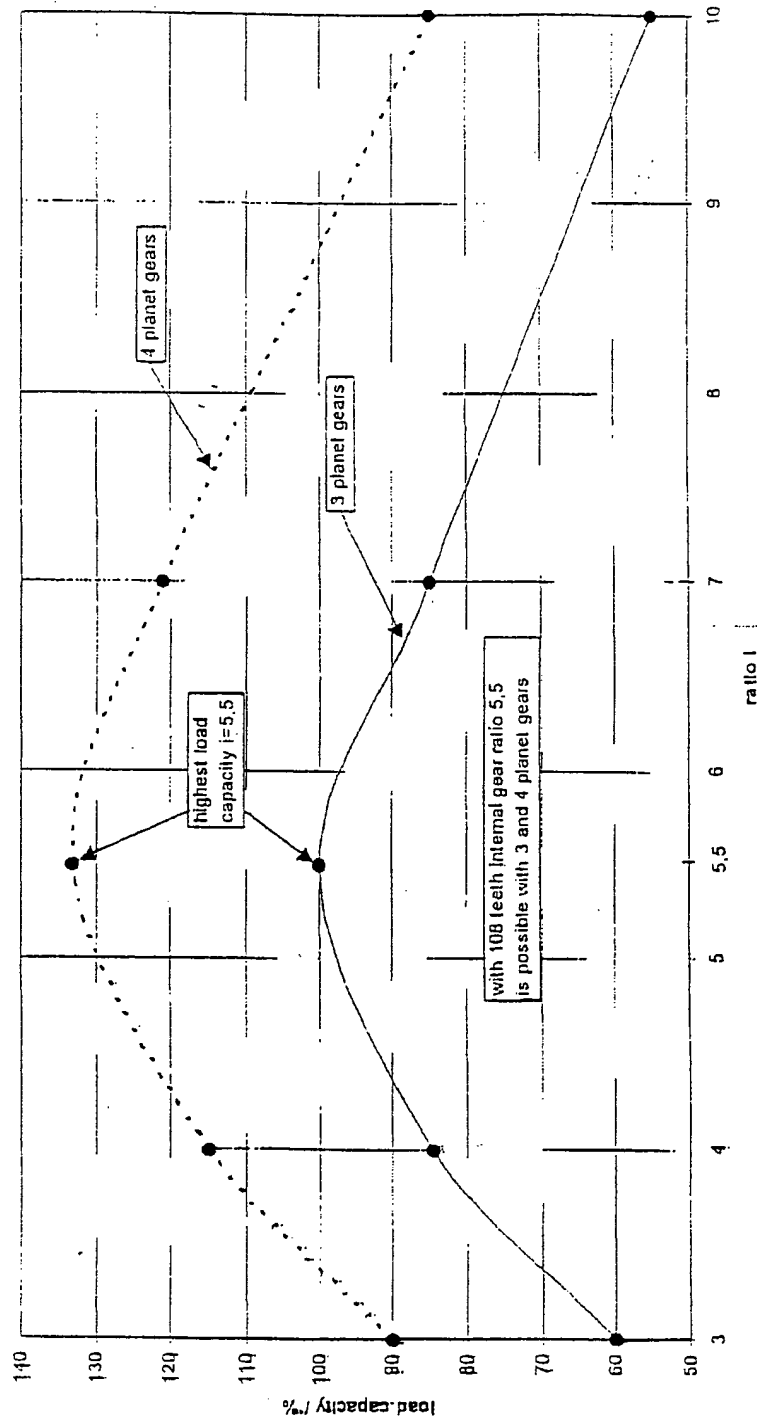 140
130
120
110
100
90
80
70
60
50
load-capacity /%
3
4
5
5,5
6
7
8
9
10
ratio i
4 planet gears
3 planet gears
highest load
capacity i=5,5
with 108 teeth internal gear ratio 5,5
is possible with 3 and 4 planet gears